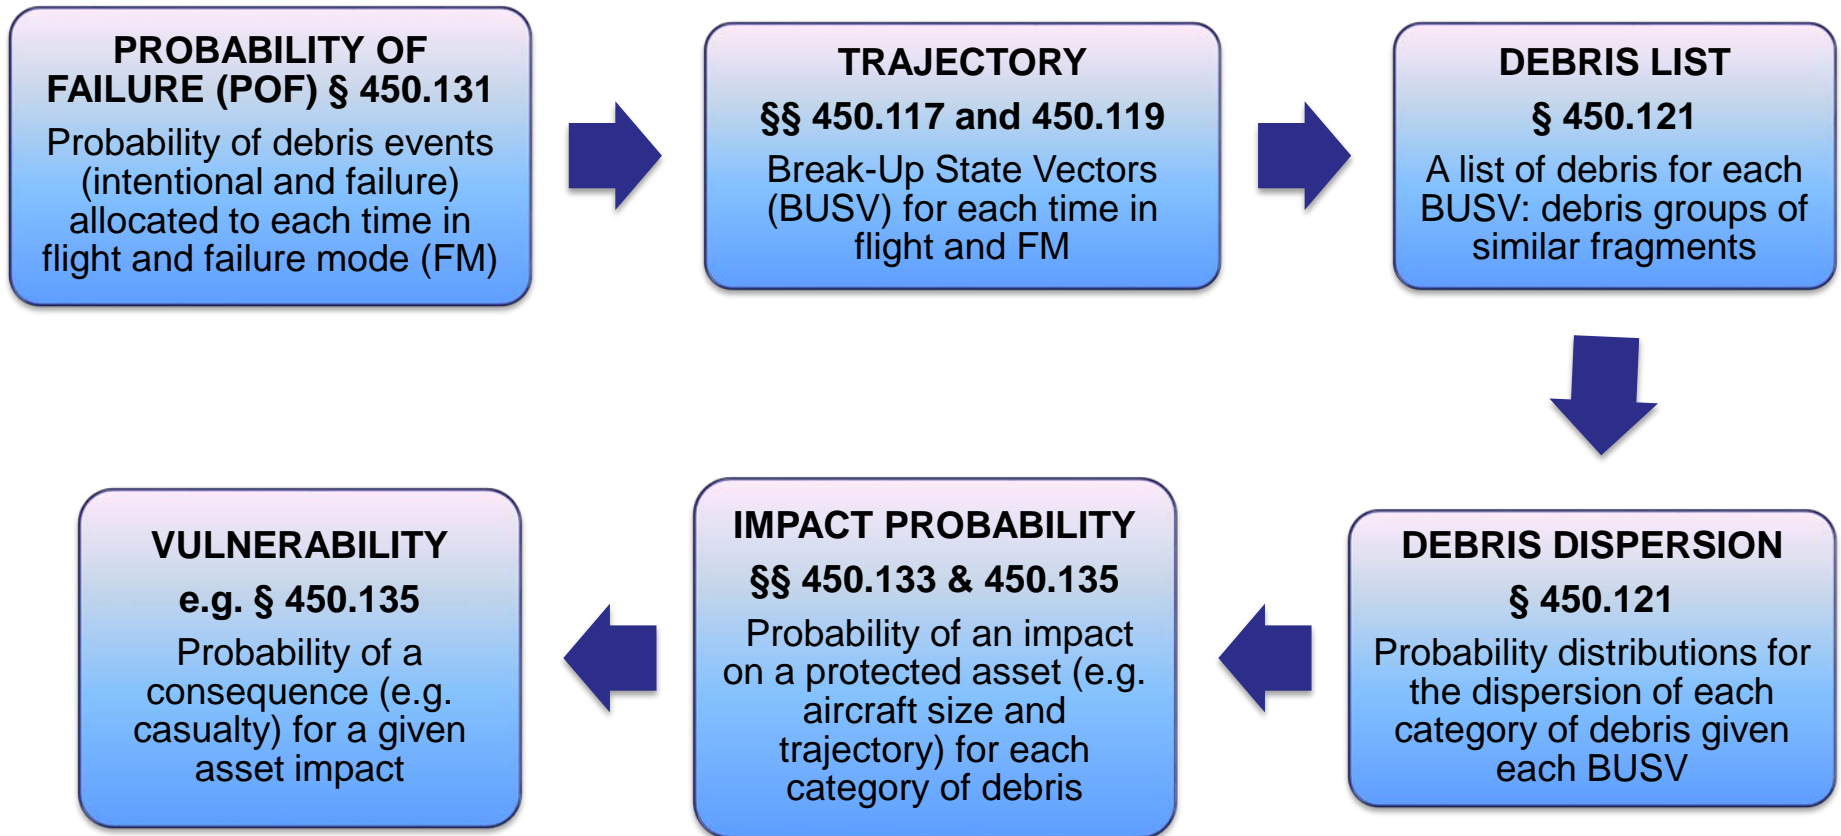 PROBABILITY OF
FAILURE (POF) § 450.131
Probability of debris events
(intentional and failure)
allocated to each time in
flight and failure mode (FM)
TRAJECTORY
§§ 450.117 and 450.119
Break-Up State Vectors
(BUSV) for each time in
flight and FM
DEBRIS LIST
§ 450.121
A list of debris for each
BUSV: debris groups of
similar fragments
DEBRIS DISPERSION
§ 450.121
Probability distributions for
the dispersion of each
category of debris given
each BUSV
IMPACT PROBABILITY
§§ 450.133 & 450.135
Probability of an impact
on a protected asset (e.g.
aircraft size and
trajectory) for each
category of debris
VULNERABILITY
e.g. § 450.135
Probability of a
consequence (e.g.
casualty) for a given
asset impact